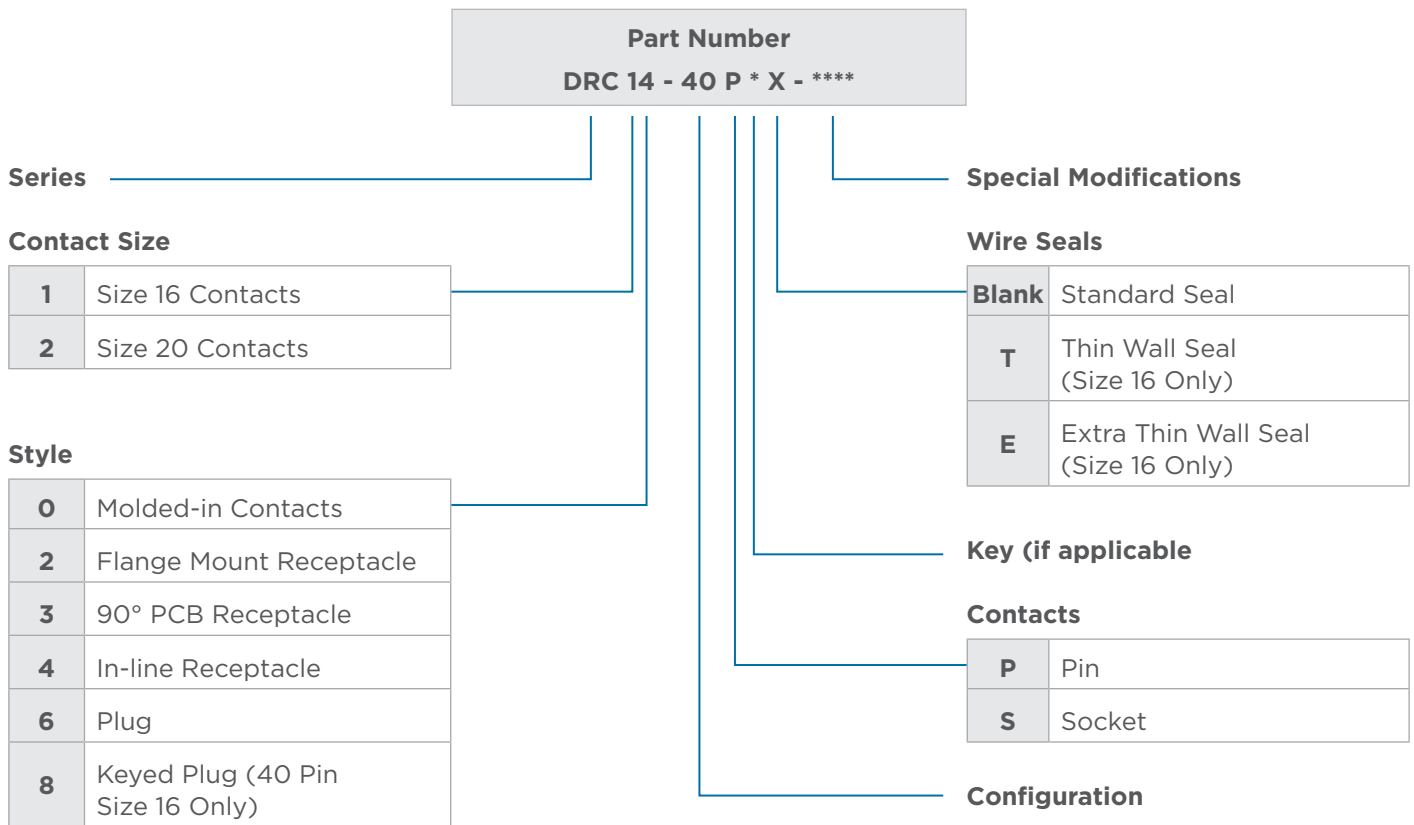 Part Number
DRC 14 - 40 P * X - ****
Series
Contact Size
1 Size 16 Contacts
2 Size 20 Contacts
Style
0 Molded-in Contacts
2 Flange Mount Receptacle
3 90° PCB Receptacle
4 In-line Receptacle
6 Plug
8 Keyed Plug (40 Pin
Size 16 Only)
Special Modifications
Wire Seals
Blank Standard Seal
T Thin Wall Seal
(Size 16 Only)
E Extra Thin Wall Seal
(Size 16 Only)
Key (if applicable
Contacts
P Pin
S Socket
Configuration